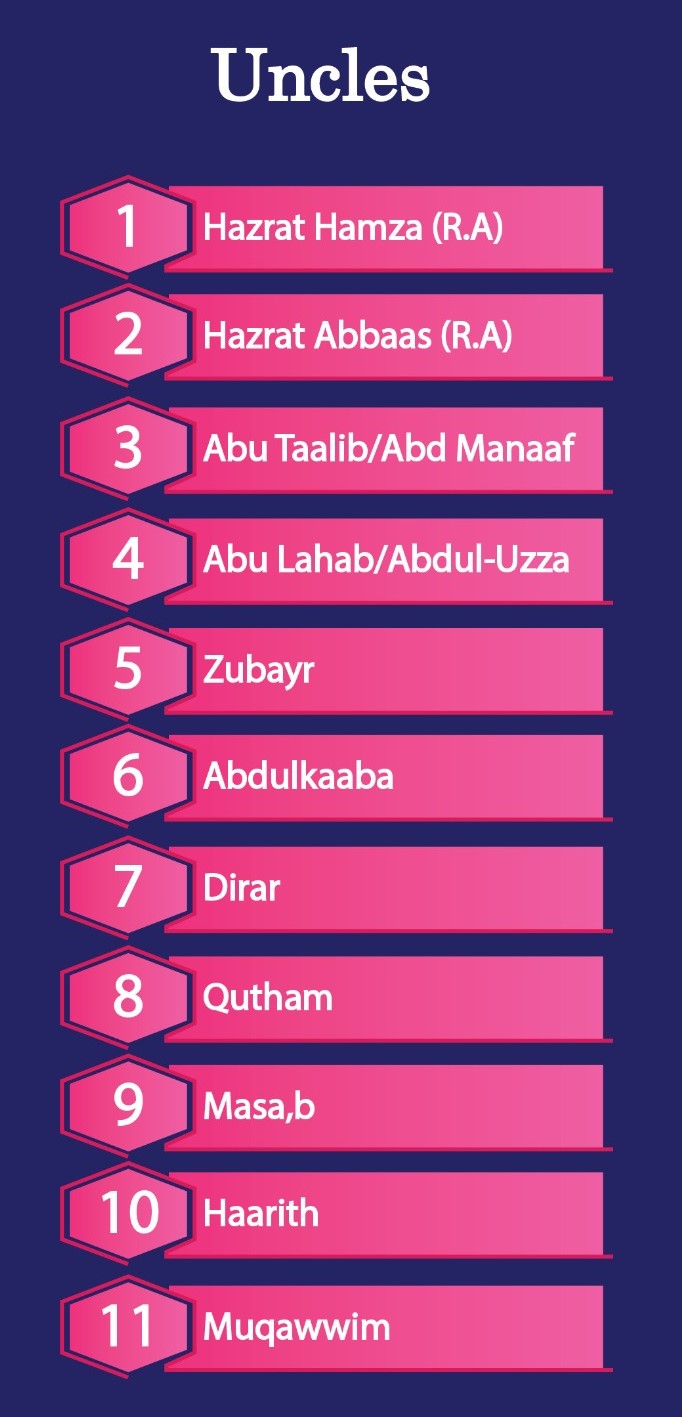 Uncles
1 Hazrat Hamza (R.A)
2 Hazrat Abbaas (R.A)
3 Abu Taalib/Abd Manaaf
4 Abu Lahab/Abdul-Uzza
5 Zubayr
6 Abdulkaaba
7 Dirar
8 Qutham
9 Masa,b
10 Haarith
11 Muqawwim